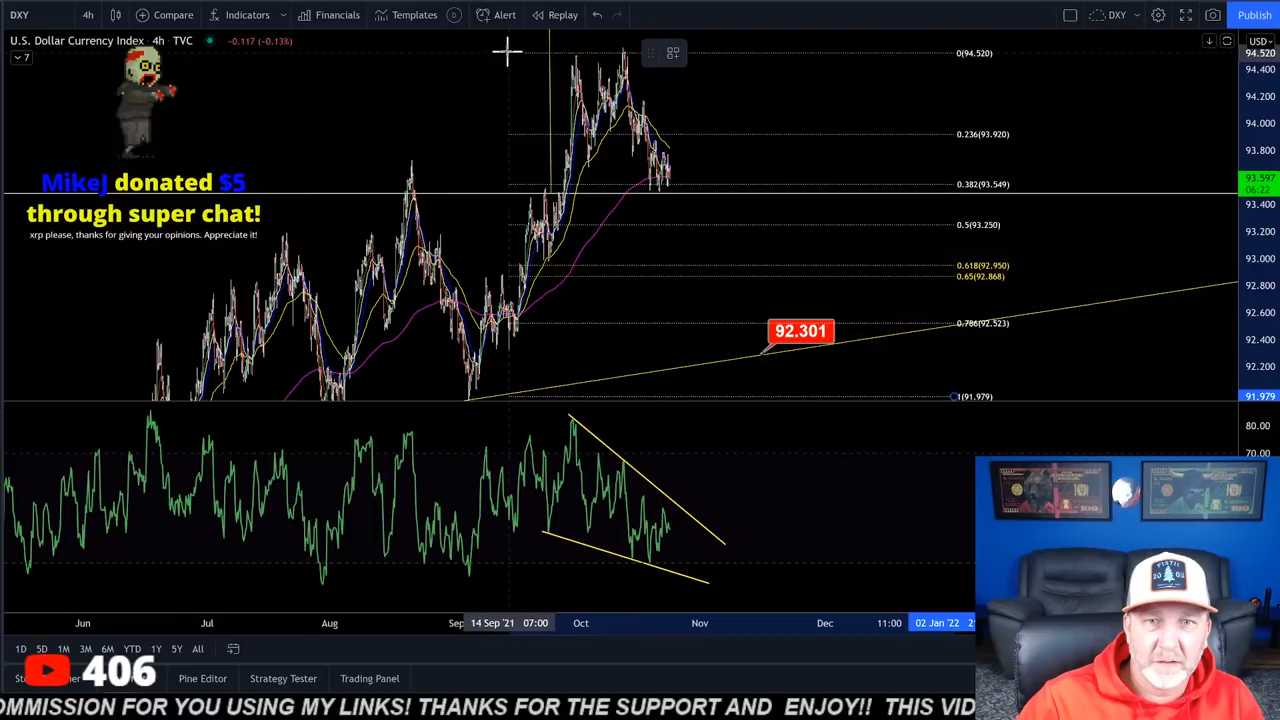 DXY 4h Compare Indicators Financials Templates Alert Replay DXY Publish
U.S. Dollar Currency Index · 4h · TVC -0.117 (-0.13%)
7
MikeJ donated $5
through super chat!
xrp please, thanks for giving your opinions. Appreciate it!
0(94.520)
0.236(93.920)
0.382(93.549)
0.5(93.250)
0.618(92.950)
0.65(92.868)
0.786(92.523)
1(91.979)
92.301
USD
94.520
94.400
94.200
94.000
93.800
93.597
06:22
93.400
93.200
93.000
92.800
92.600
92.400
92.200
91.979
80.00
70.00
Jun Jul Aug Sep 14 Sep '21 07:00 Oct Nov Dec 11:00 02 Jan '22
1D 5D 1M 3M 6M YTD 1Y 5Y All
Pine Editor Strategy Tester Trading Panel
406
PISTIL
OMMISSION FOR YOU USING MY LINKS! THANKS FOR THE SUPPORT AND ENJOY!! THIS VID